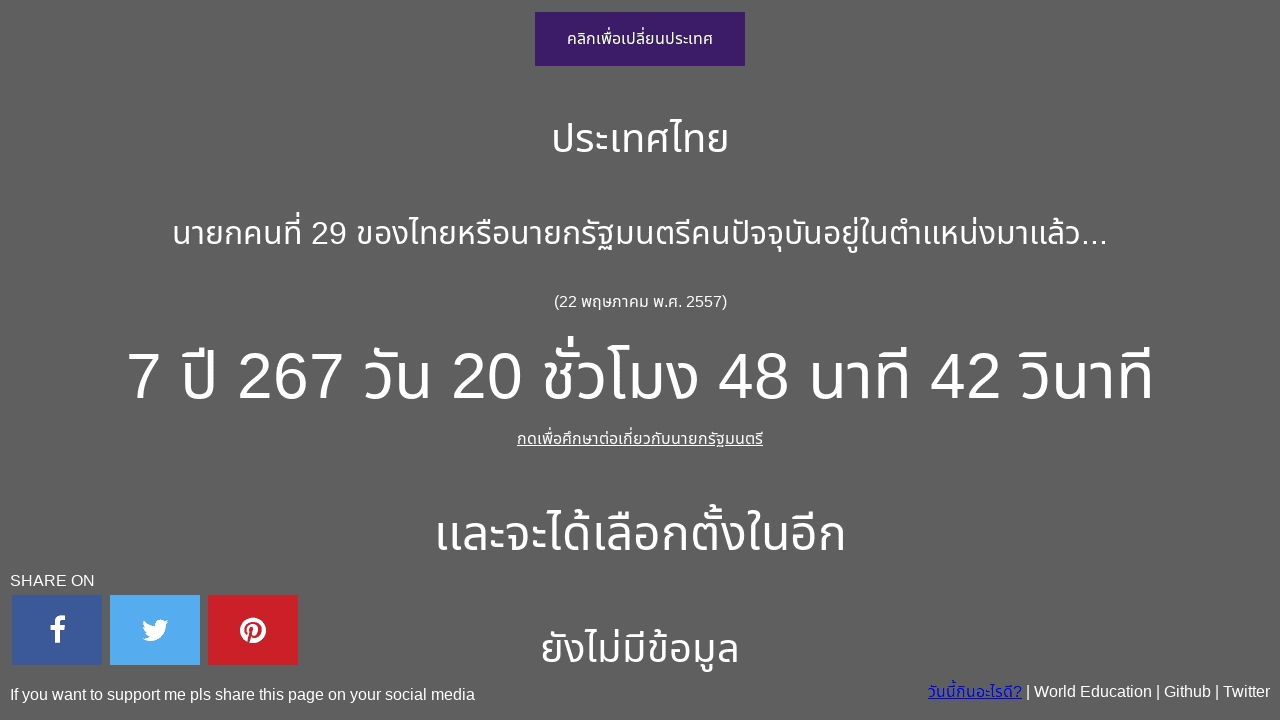 คลิกเพื่อเปลี่ยนประเทศ
ประเทศไทย
นายกคนที่ 29 ของไทยหรือนายกรัฐมนตรีคนปัจจุบันอยู่ในตำแหน่งมาแล้ว...
(22 พฤษภาคม พ.ศ. 2557)
7 ปี 267 วัน 20 ชั่วโมง 48 นาที 42 วินาที
กดเพื่อศึกษาต่อเกี่ยวกับนายกรัฐมนตรี
และจะได้เลือกตั้งในอีก
ยังไม่มีข้อมูล
SHARE ON
If you want to support me pls share this page on your social media
วันนี้กินอะไรดี? | World Education | Github | Twitter